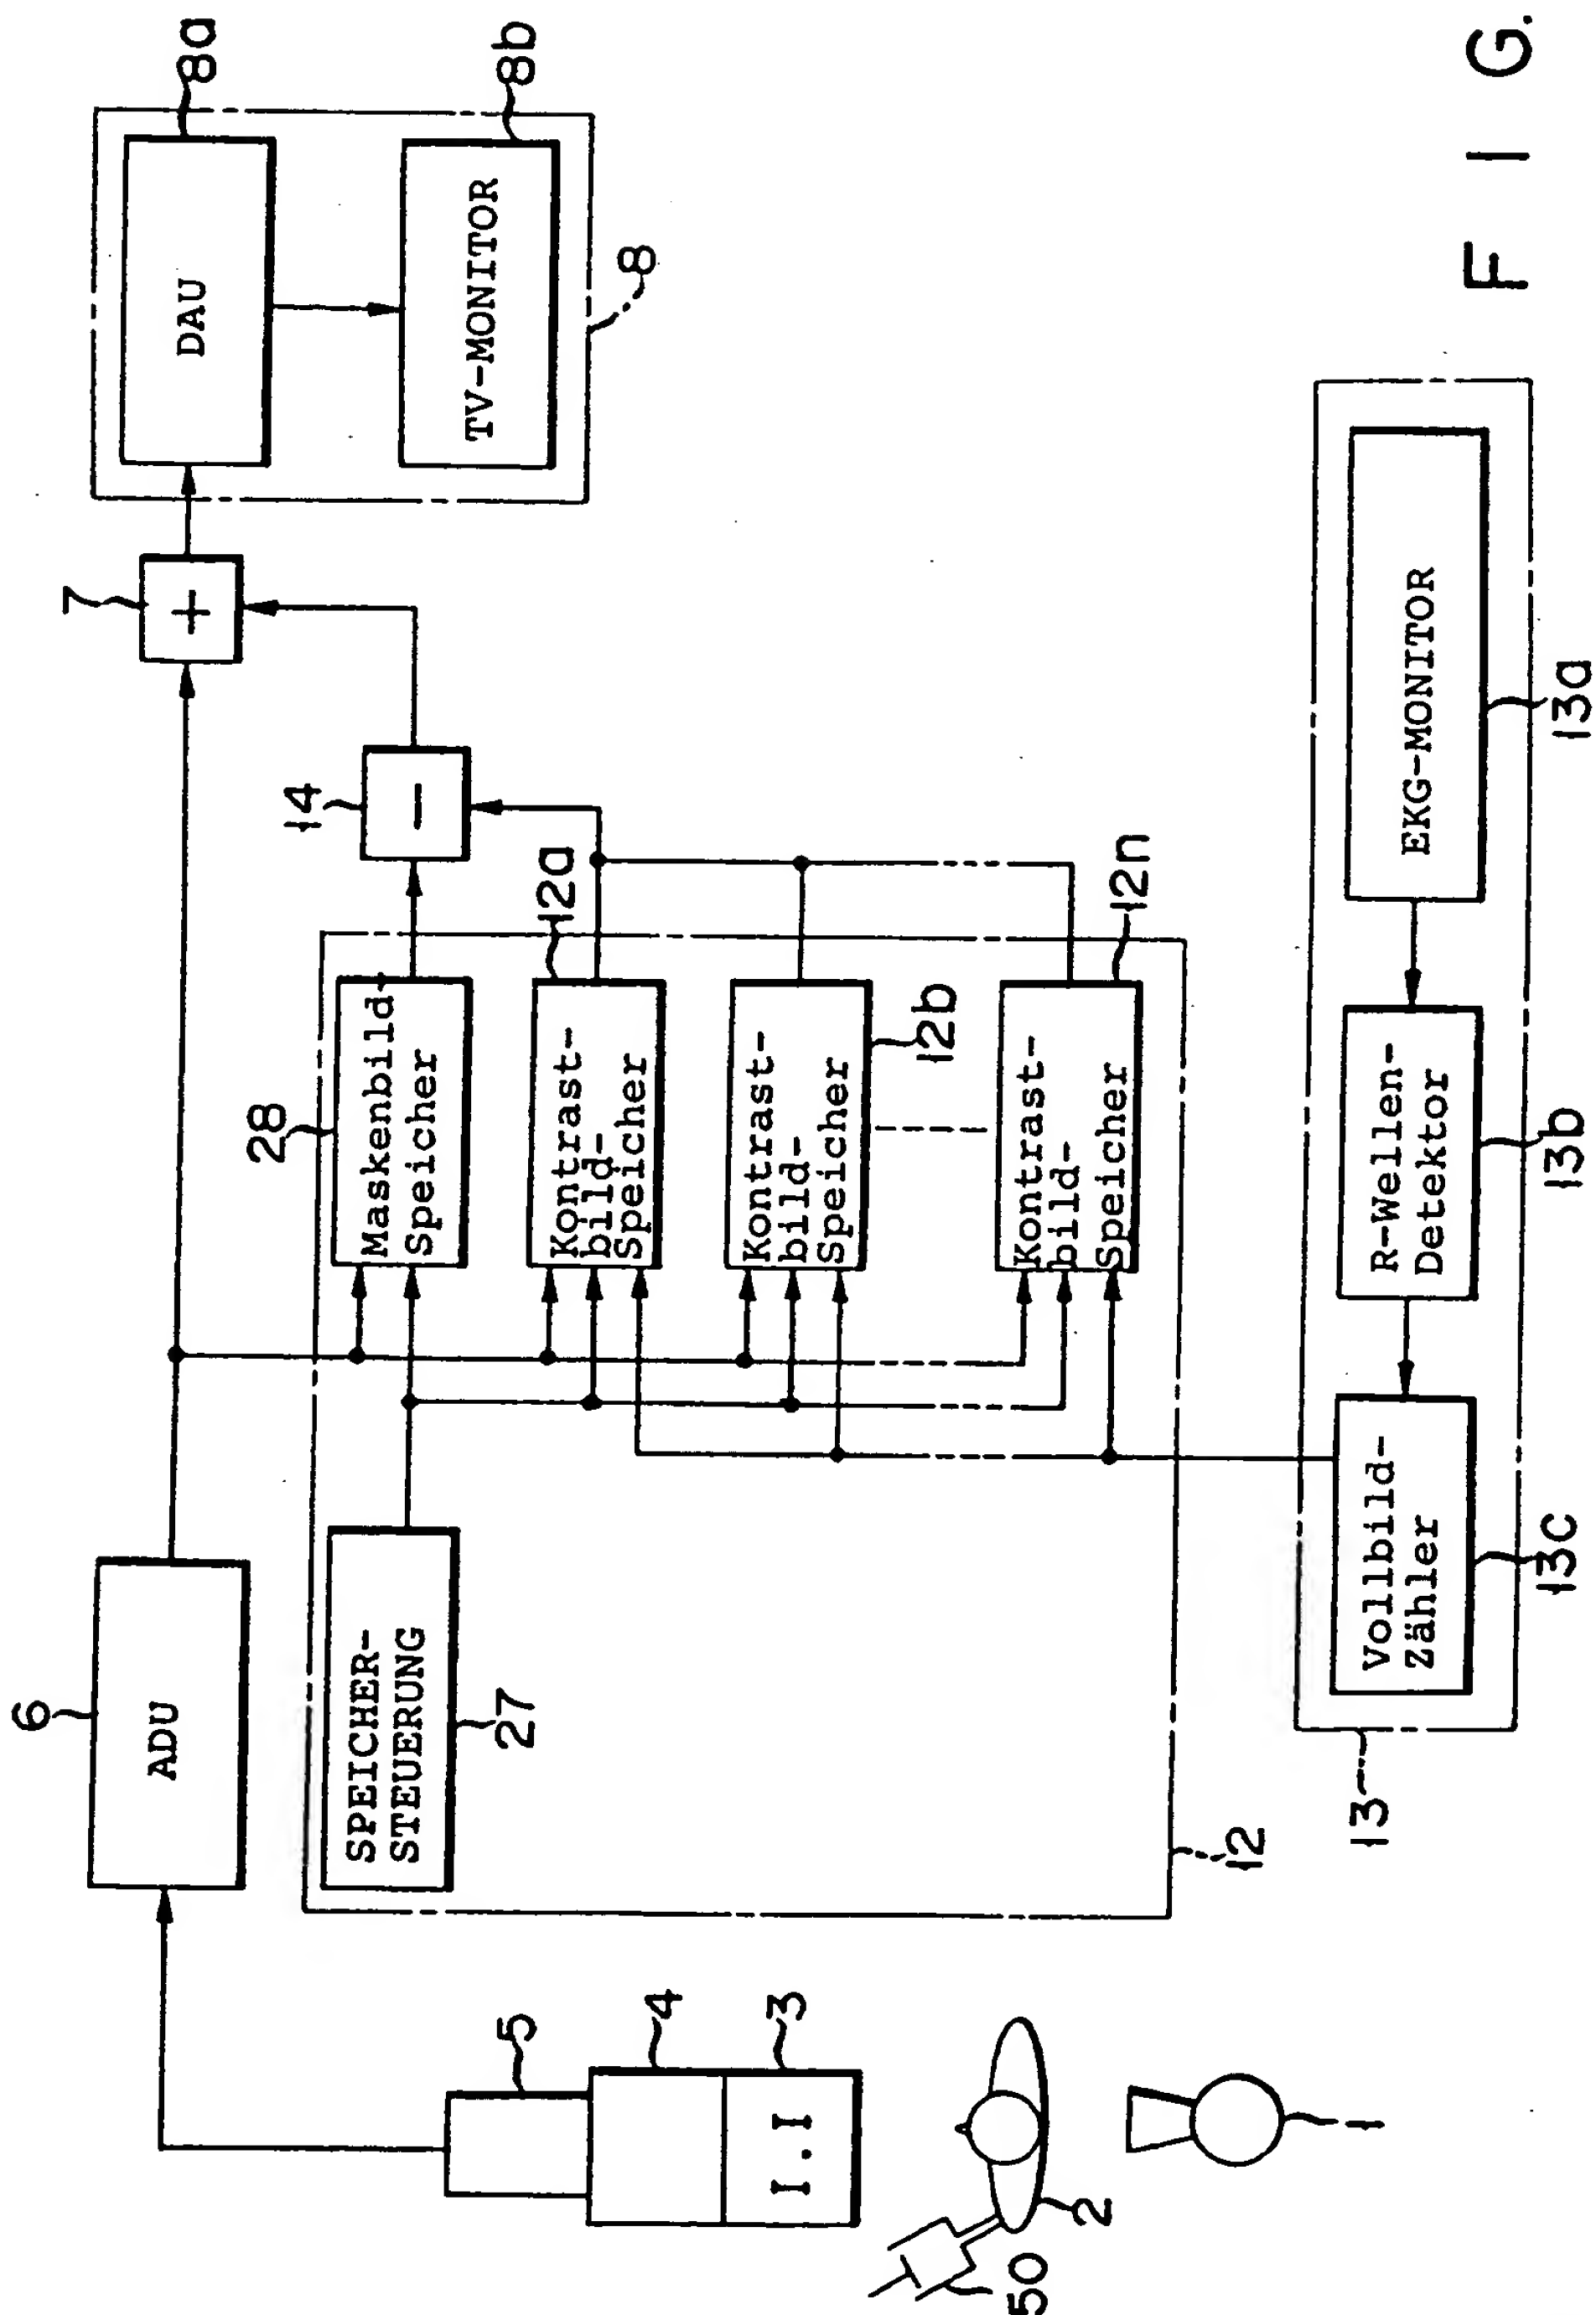 8a
DAU
8b
TV-MONITOR
8
7
+
14
−
6
ADU
28
Maskenbild-
Speicher
12a
Kontrast-
bild-
Speicher
12b
Kontrast-
bild-
Speicher
12n
Kontrast-
bild-
Speicher
SPEICHER-
STEUERUNG
27
12
5
4
3
I.I
2
50
1
13
Vollbild-
Zähler
13c
R-Wellen-
Detektor
13b
EKG-MONITOR
13a
F I G.